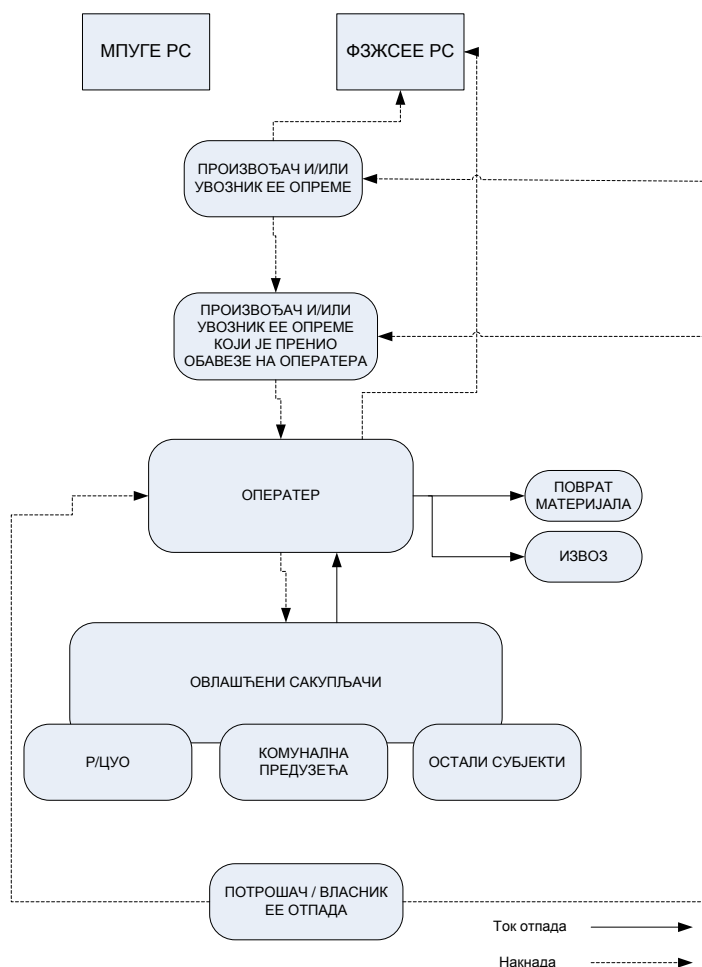 МПУГЕ РС
ФЗЖСЕЕ РС
ПРОИЗВОЂАЧ И/ИЛИ
УВОЗНИК ЕЕ ОПРЕМЕ
ПРОИЗВОЂАЧ И/ИЛИ
УВОЗНИК ЕЕ ОПРЕМЕ
КОЈИ ЈЕ ПРЕНИО
ОБАВЕЗЕ НА ОПЕРАТЕРА
ОПЕРАТЕР
ПОВРАТ
МАТЕРИЈАЛА
ИЗВОЗ
ОВЛАШЋЕНИ САКУПЉАЧИ
Р/ЦУО
КОМУНАЛНА
ПРЕДУЗЕЋА
ОСТАЛИ СУБЈЕКТИ
ПОТРОШАЧ / ВЛАСНИК
ЕЕ ОТПАДА
Ток отпада
Накнада